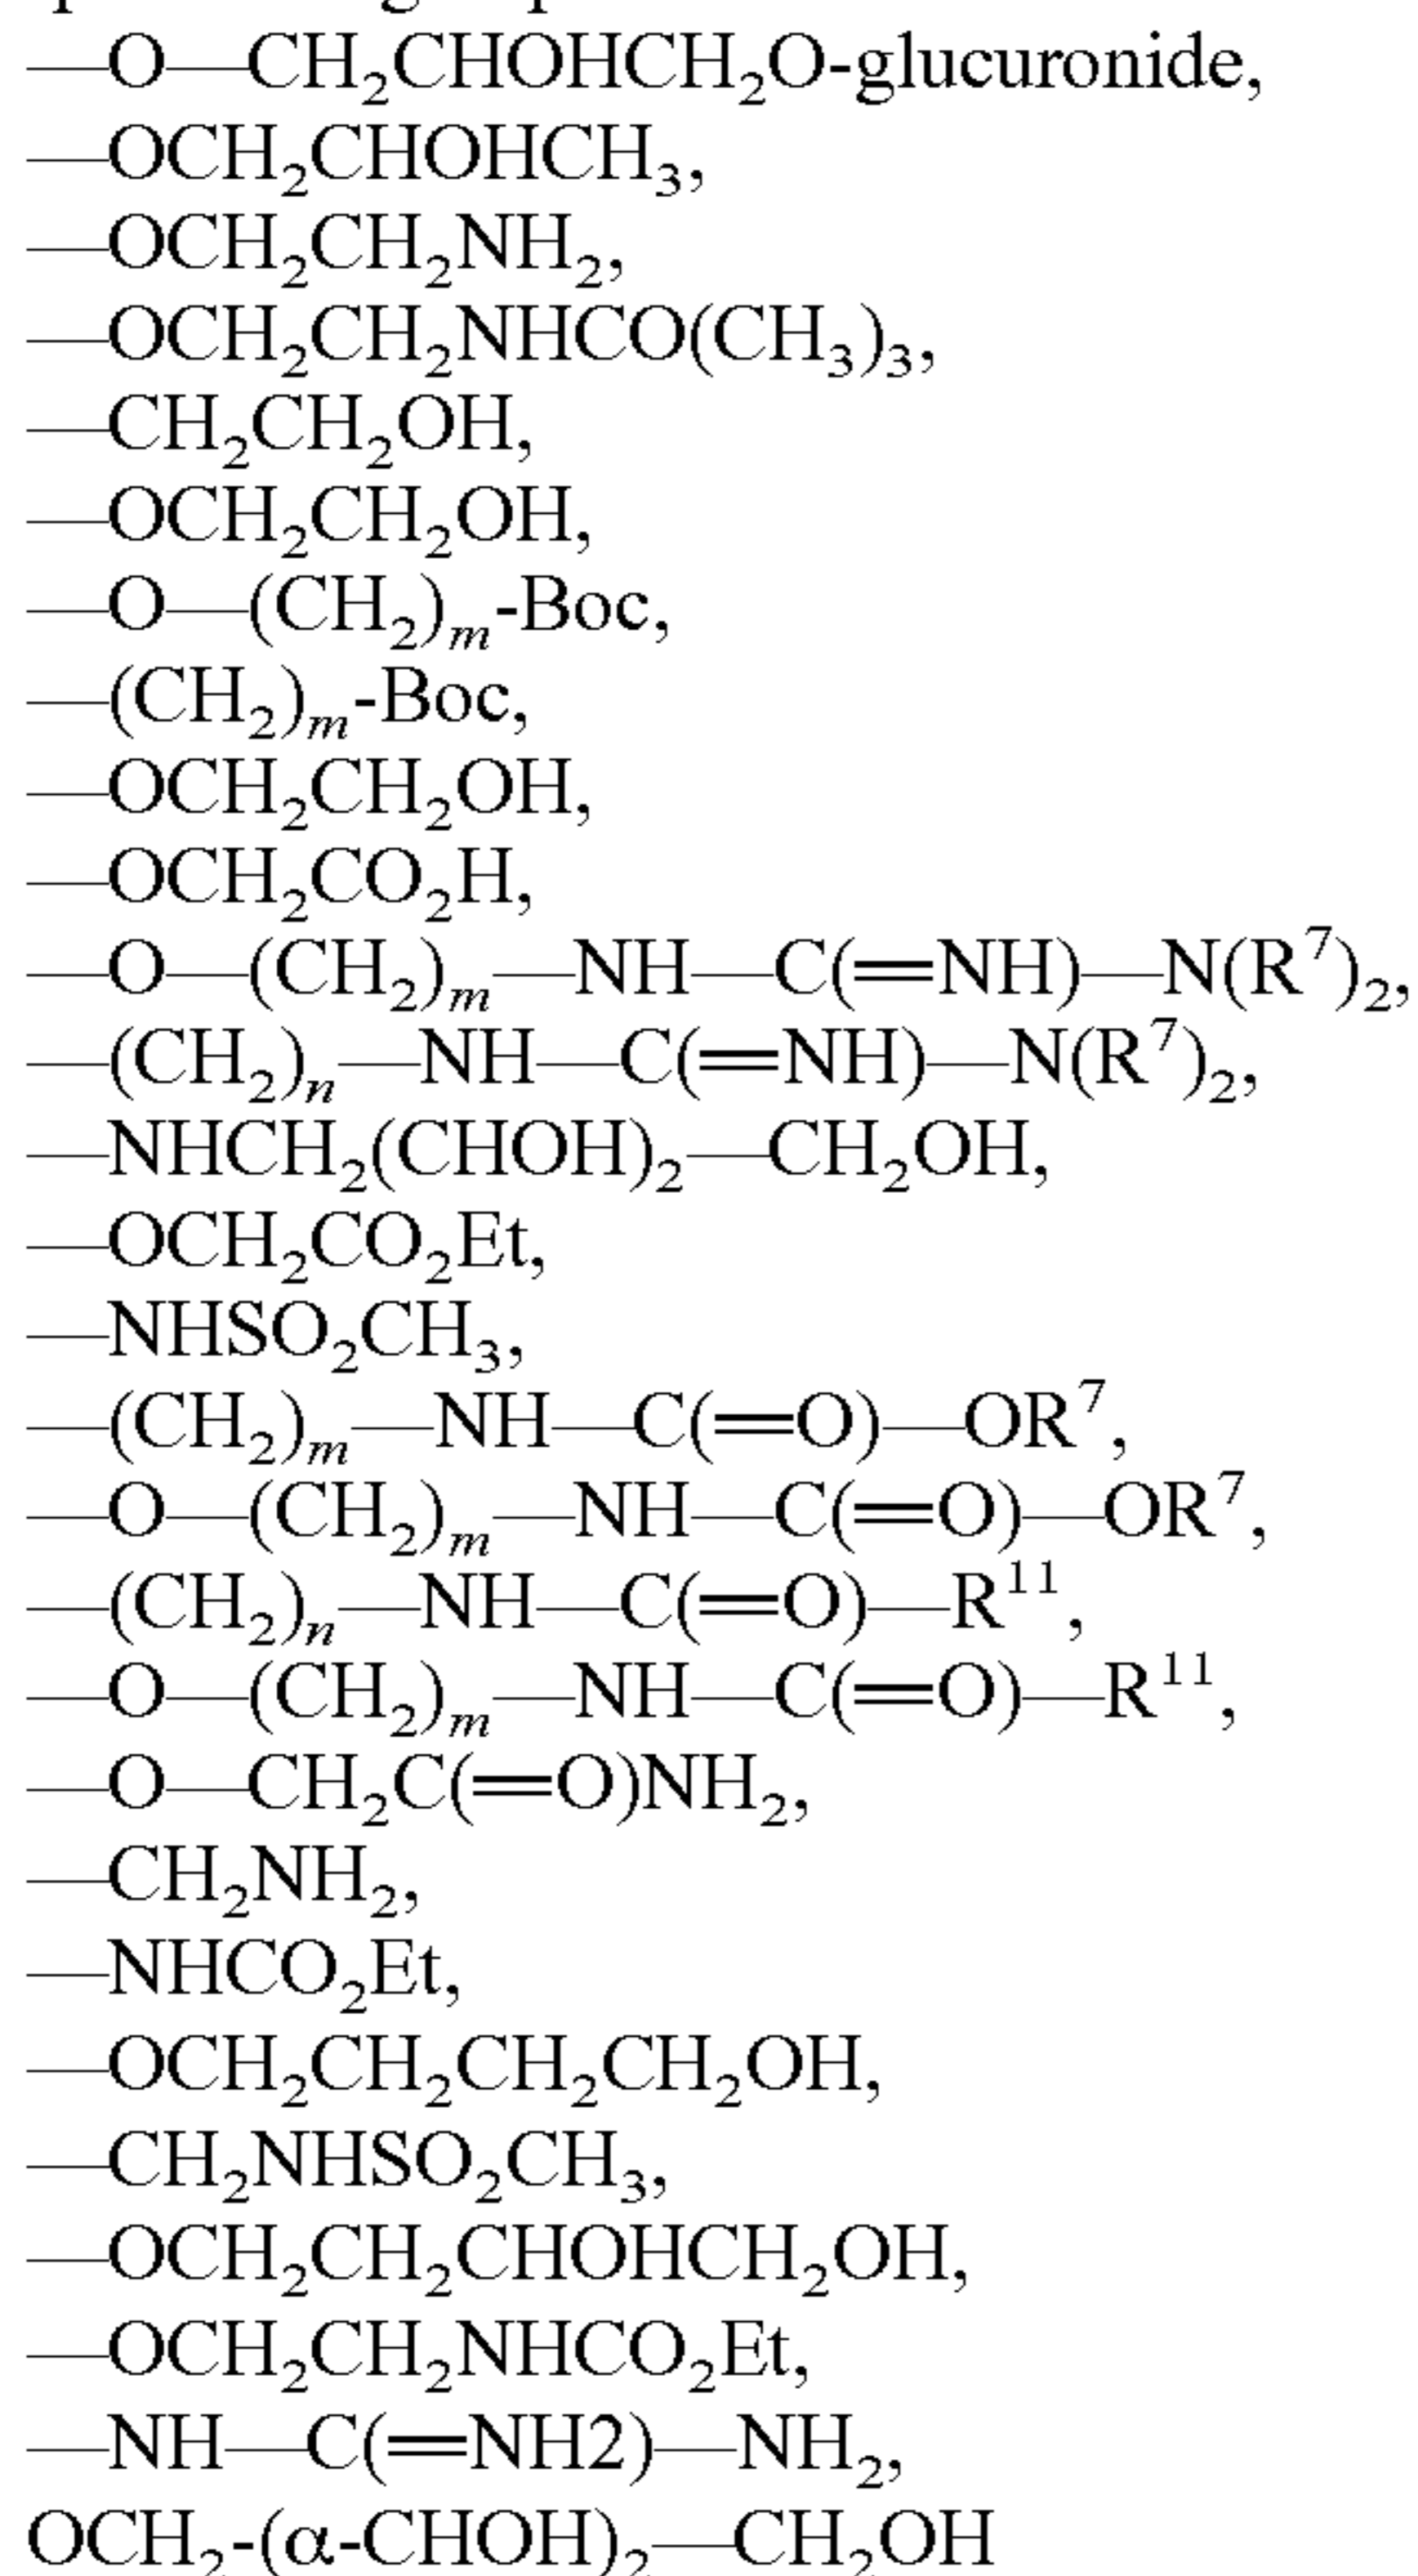 —O—CH₂CHOHCH₂O-glucuronide,
—OCH₂CHOHCH₃,
—OCH₂CH₂NH₂,
—OCH₂CH₂NHCO(CH₃)₃,
—CH₂CH₂OH,
—OCH₂CH₂OH,
—O—(CH₂)ₘ-Boc,
—(CH₂)ₘ-Boc,
—OCH₂CH₂OH,
—OCH₂CO₂H,
—O—(CH₂)ₘ—NH—C(═NH)—N(R⁷)₂,
—(CH₂)ₙ—NH—C(═NH)—N(R⁷)₂,
—NHCH₂(CHOH)₂—CH₂OH,
—OCH₂CO₂Et,
—NHSO₂CH₃,
—(CH₂)ₘ—NH—C(═O)—OR⁷,
—O—(CH₂)ₘ—NH—C(═O)—OR⁷,
—(CH₂)ₙ—NH—C(═O)—R¹¹,
—O—(CH₂)ₘ—NH—C(═O)—R¹¹,
—O—CH₂C(═O)NH₂,
—CH₂NH₂,
—NHCO₂Et,
—OCH₂CH₂CH₂CH₂OH,
—CH₂NHSO₂CH₃,
—OCH₂CH₂CHOHCH₂OH,
—OCH₂CH₂NHCO₂Et,
—NH—C(═NH2)—NH₂,
OCH₂-(α-CHOH)₂—CH₂OH